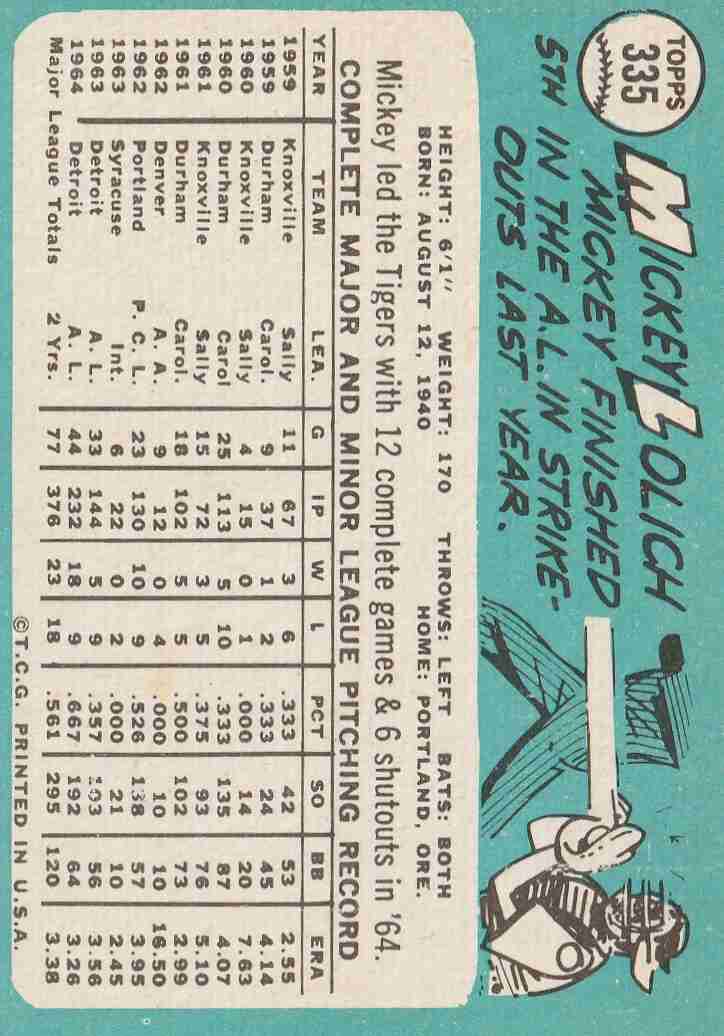 TOPPS
335
MICKEY LOLICH
MICKEY FINISHED
5TH IN THE A.L. IN STRIKE-
OUTS LAST YEAR.
HEIGHT: 6'1" WEIGHT: 170 THROWS: LEFT BATS: BOTH
BORN: AUGUST 12, 1940 HOME: PORTLAND, ORE.
Mickey led the Tigers with 12 complete games & 6 shutouts in '64.
COMPLETE MAJOR AND MINOR LEAGUE PITCHING RECORD
YEAR TEAM LEA. G IP W L PCT SO BB ERA
1959 Knoxville Sally 11 67 3 6 .333 42 53 2.55
1959 Durham Carol. 9 37 1 2 .333 24 45 4.14
1960 Knoxville Sally 4 15 0 1 .000 14 20 7.63
1960 Durham Carol 25 113 5 10 .333 135 87 4.07
1961 Knoxville Sally 15 72 3 5 .375 93 76 5.10
1961 Durham Carol. 18 102 5 5 .500 102 73 2.99
1962 Denver A. A. 9 12 0 4 .000 10 10 16.50
1962 Portland P. C. L. 23 130 10 9 .526 138 57 3.95
1963 Syracuse Int. 6 22 0 2 .000 21 10 2.45
1963 Detroit A. L. 33 144 5 9 .357 103 56 3.56
1964 Detroit A. L. 44 232 18 9 .667 192 64 3.26
Major League Totals 2 Yrs. 77 376 23 18 .561 295 120 3.38
©T.C.G. PRINTED IN U.S.A.